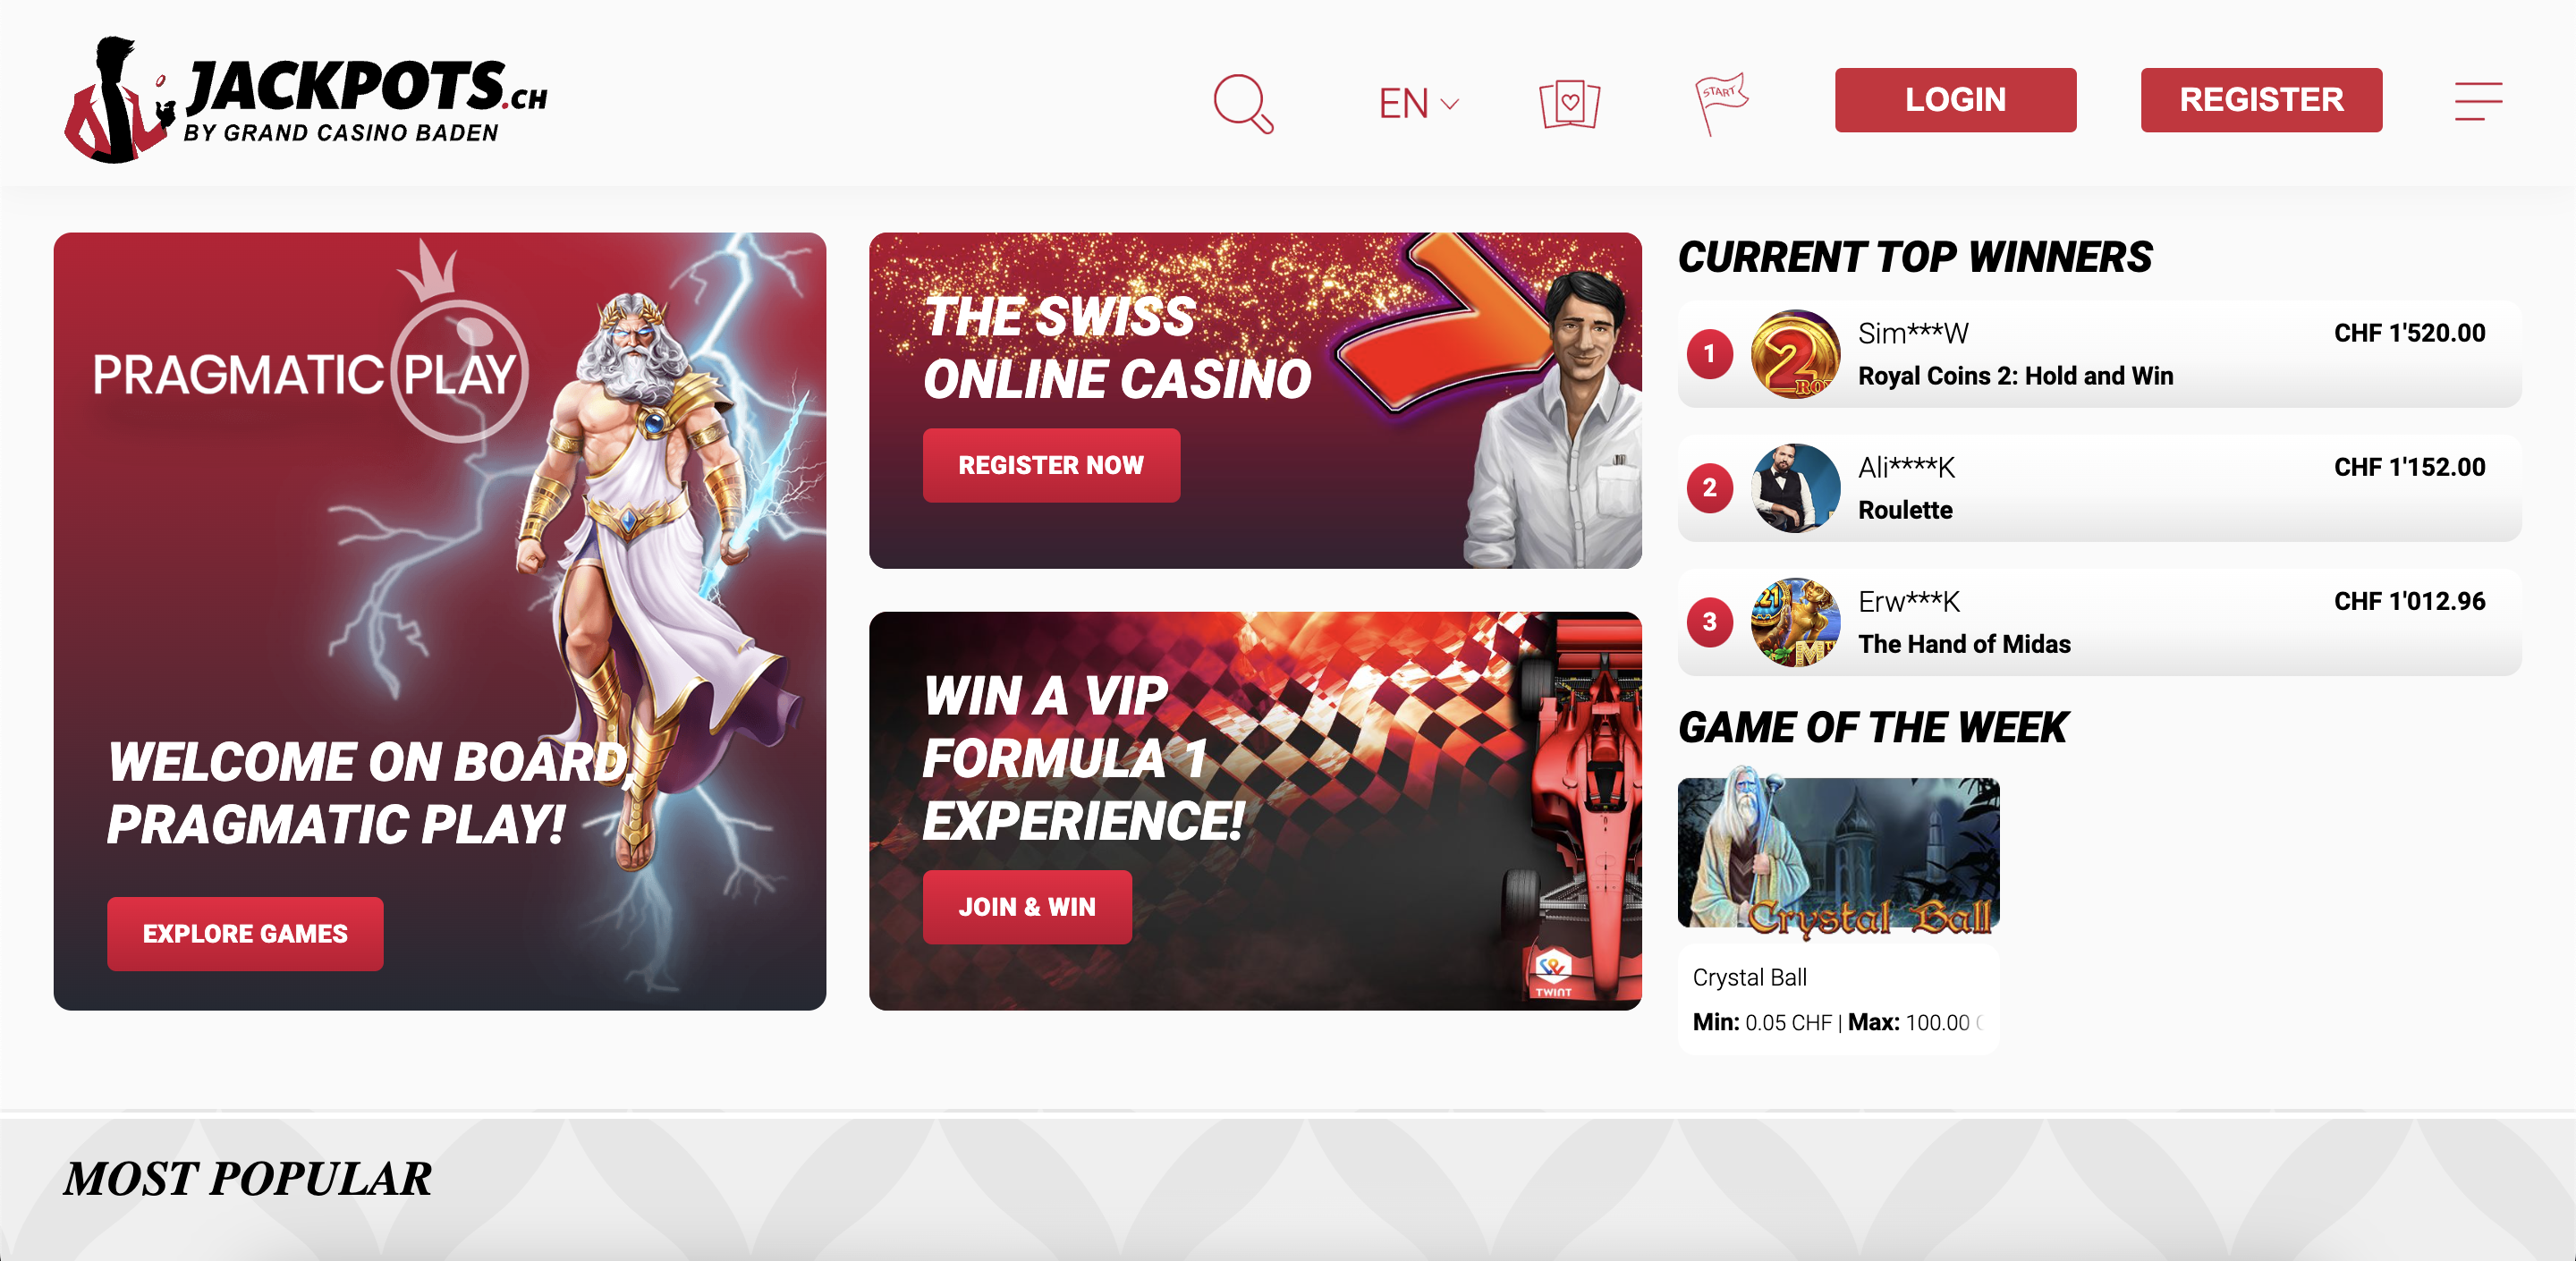 JACKPOTS.CH
BY GRAND CASINO BADEN
EN
START
LOGIN
REGISTER
PRAGMATIC PLAY
WELCOME ON BOARD,
PRAGMATIC PLAY!
EXPLORE GAMES
THE SWISS
ONLINE CASINO
REGISTER NOW
WIN A VIP
FORMULA 1
EXPERIENCE!
JOIN & WIN
TWINT
CURRENT TOP WINNERS
1
2
RO
Sim***W
CHF 1'520.00
Royal Coins 2: Hold and Win
2
Ali****K
CHF 1'152.00
Roulette
3
21
M
Erw***K
CHF 1'012.96
The Hand of Midas
GAME OF THE WEEK
Crystal Ball
Crystal Ball
Min: 0.05 CHF | Max: 100.00
MOST POPULAR